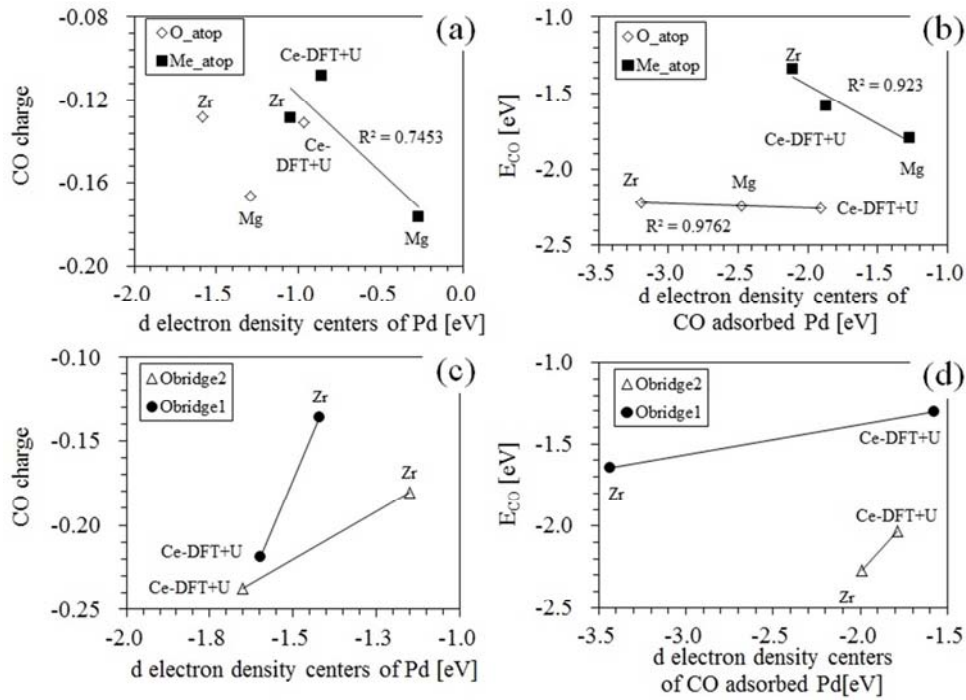 (a)
O_atop
Me_atop
Ce-DFT+U
Zr
Zr
R² = 0.7453
Ce-
DFT+U
Mg
Mg
CO charge
-0.08
-0.12
-0.16
-0.20
-2.0 -1.5 -1.0 -0.5 0.0
d electron density centers of Pd [eV]
(b)
O_atop
Me_atop
Zr
R² = 0.923
Ce-DFT+U
Mg
Zr
Mg
Ce-DFT+U
R² = 0.9762
E_CO [eV]
-1.0
-1.5
-2.0
-2.5
-3.5 -3.0 -2.5 -2.0 -1.5 -1.0
d electron density centers of
CO adsorbed Pd [eV]
(c)
Obridge2
Obridge1
Zr
Zr
Ce-DFT+U
Ce-DFT+U
CO charge
-0.10
-0.15
-0.20
-0.25
-2.0 -1.8 -1.5 -1.3 -1.0
d electron density centers of Pd [eV]
(d)
Obridge2
Obridge1
Ce-DFT+U
Zr
Ce-DFT+U
Zr
E_CO [eV]
-1.0
-1.5
-2.0
-2.5
-3.5 -3.0 -2.5 -2.0 -1.5
d electron density centers
of CO adsorbed Pd[eV]